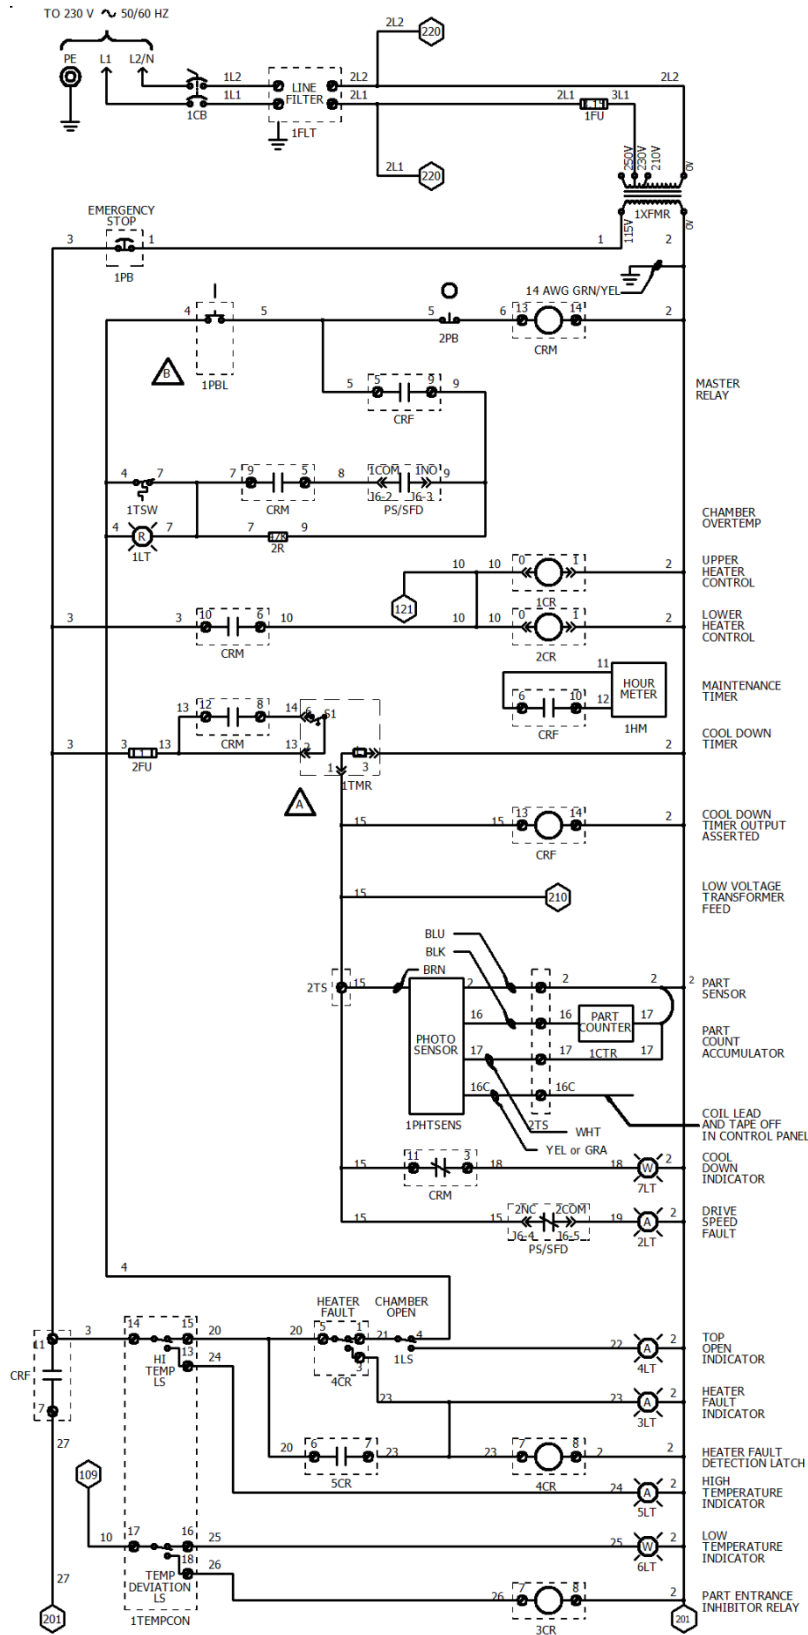 TO 230 V 50/60 HZ
2L2
220
PE L1 L2/N
1L2 LINE FILTER 2L2 2L2
1L1 2L1 2L1 3L1
1CB 1FLT 1FU
250V 230V 210V 0V
2L1
220
1XFMR
EMERGENCY
STOP
115V 0V
3 1 1 2
1PB
14 AWG GRN/YEL
4 5 5 6 13 14 2
2PB
CRM
B
1PBL
5 5 9 9
CRF
MASTER
RELAY
4 7 7 9 5 8 1COM 1NO 9
1TSW
CRM
J6-2 J6-3
PS/SFD
4 R 7 7 9
1LT
2R
CHAMBER
OVERTEMP
10 10 0 1 2
1CR
UPPER
HEATER
CONTROL
121
3 3 10 6 10 10 10 0 1 2
CRM
2CR
LOWER
HEATER
CONTROL
11
HOUR
METER
6 10 12
CRF
1HM
MAINTENANCE
TIMER
13 12 8 14 6 S1
CRM
3 3 13 13 2
2FU
1 3 2
1TMR
COOL DOWN
TIMER
A
15 15 13 14 2
CRF
COOL DOWN
TIMER OUTPUT
ASSERTED
15 210
LOW VOLTAGE
TRANSFORMER
FEED
BLU
BLK
BRN
2TS 15 2 2 2 2
PART
SENSOR
PHOTO
SENSOR
16 16 PART
COUNTER 17
17 17 1CTR 17
PART
COUNT
ACCUMULATOR
16C 16C
1PHTSENS 2TS
WHT
YEL or GRA
COIL LEAD
AND TAPE OFF
IN CONTROL PANEL
15 11 3 18 18 W 2
CRM
7LT
COOL
DOWN
INDICATOR
15 15 2NC 2COM 19 A 2
J6-4 J6-5
PS/SFD
2LT
DRIVE
SPEED
FAULT
4
HEATER
FAULT
CHAMBER
OPEN
11 3 14 15 20 20 5 1 21 4 22 A 2
HI
TEMP
LS
13 24
3
4CR
1LS
4LT
TOP
OPEN
INDICATOR
CRF
7
23 23 A 2
3LT
HEATER
FAULT
INDICATOR
27
20 6 7 23 23 7 8 2 2
5CR
4CR
HEATER FAULT
DETECTION LATCH
109
24 A 2
5LT
HIGH
TEMPERATURE
INDICATOR
10 17 16 25 25 W 2
6LT
LOW
TEMPERATURE
INDICATOR
18 26
TEMP
DEVIATION
LS
27
26 7 8 2
3CR
PART ENTRANCE
INHIBITOR RELAY
201
1TEMPCON
201